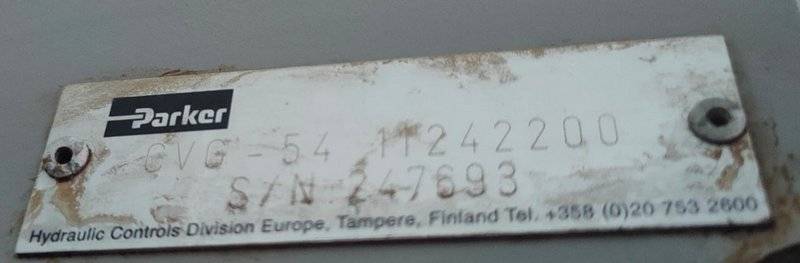 Parker
CVG-54 11242200
S/N 247693
Hydraulic Controls Division Europe, Tampere, Finland Tel. +358 (0)20 753 2600